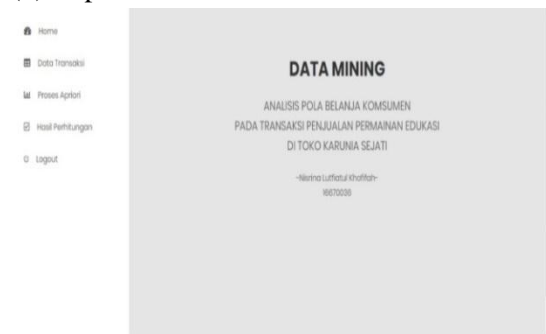 Home
Data Transaksi
Proses Apriori
Hasil Perhitungan
Logout
DATA MINING
ANALISIS POLA BELANJA KOMSUMEN
PADA TRANSAKSI PENJUALAN PERMAINAN EDUKASI
DI TOKO KARUNIA SEJATI
-Nisrina Lutfiatul Khafifah-
16670036